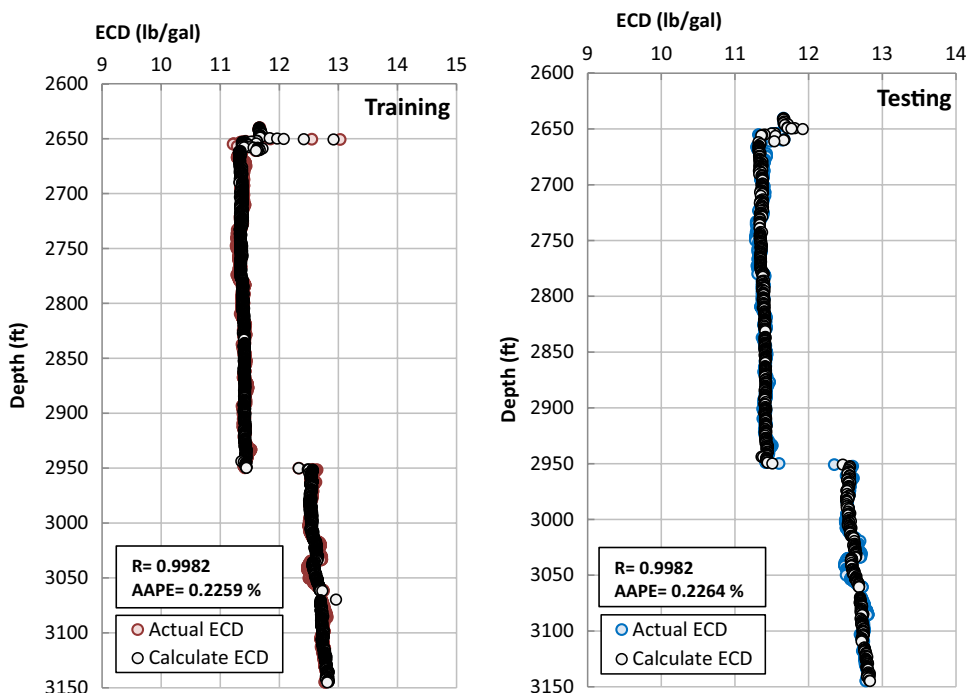 ECD (lb/gal)
9 10 11 12 13 14 15
Training
2600
2650
2700
2750
2800
2850
2900
2950
3000
3050
3100
3150
Depth (ft)
R= 0.9982
AAPE= 0.2259 %
Actual ECD
Calculate ECD
ECD (lb/gal)
9 10 11 12 13 14
Testing
2600
2650
2700
2750
2800
2850
2900
2950
3000
3050
3100
3150
Depth (ft)
R= 0.9982
AAPE= 0.2264 %
Actual ECD
Calculate ECD